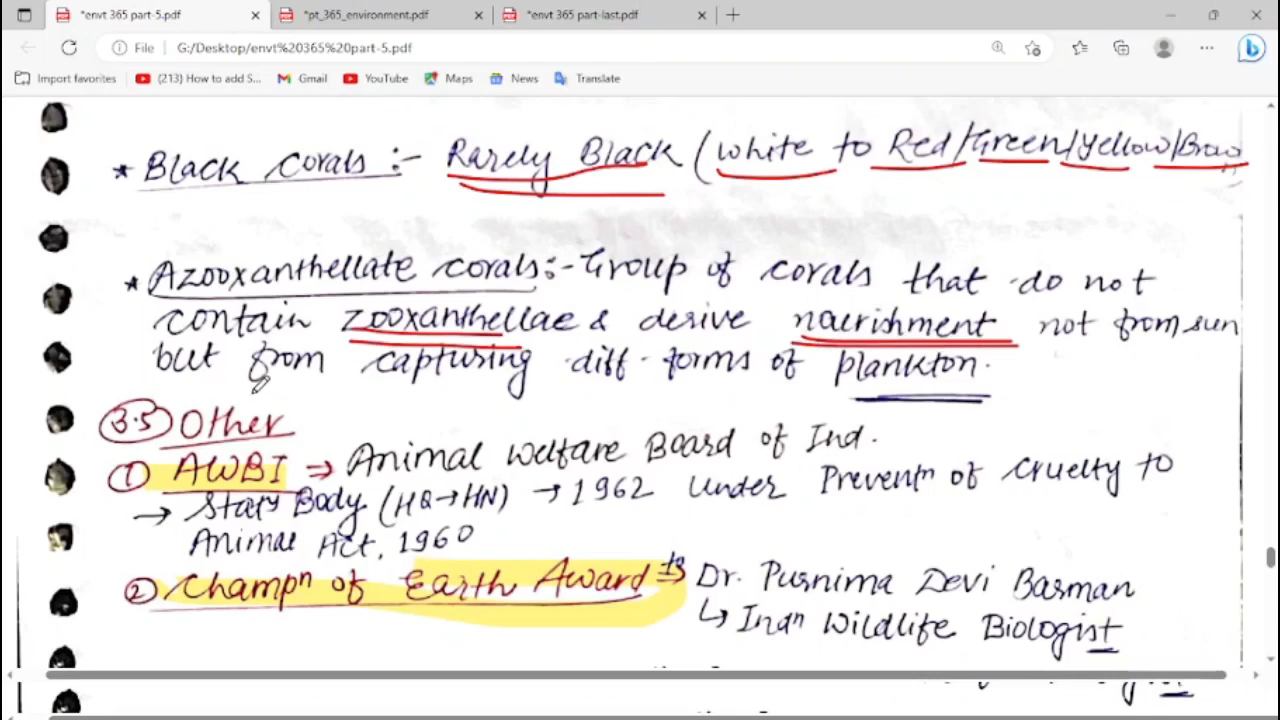 *envt 365 part-5.pdf
*pt_365_environment.pdf
*envt 365 part-last.pdf
File G:/Desktop/envt%20365%20part-5.pdf
Import favorites (213) How to add S... Gmail YouTube Maps News Translate
* Black corals :- Rarely Black (White to Red/Green/Yellow/Brown
* Azooxanthellate corals :- Group of corals that do not
contain zooxanthellae & derive nourishment not from sun
but from capturing diff. forms of plankton.
3.5 Other
① AWBI → Animal Welfare Board of Ind.
→ Staty Body (HQ→HN) → 1962 under Preventn of Cruelty to
Animal Act, 1960
② Champn of Earth Award → to Dr. Purnima Devi Barman
↳ Indn Wildlife Biologist